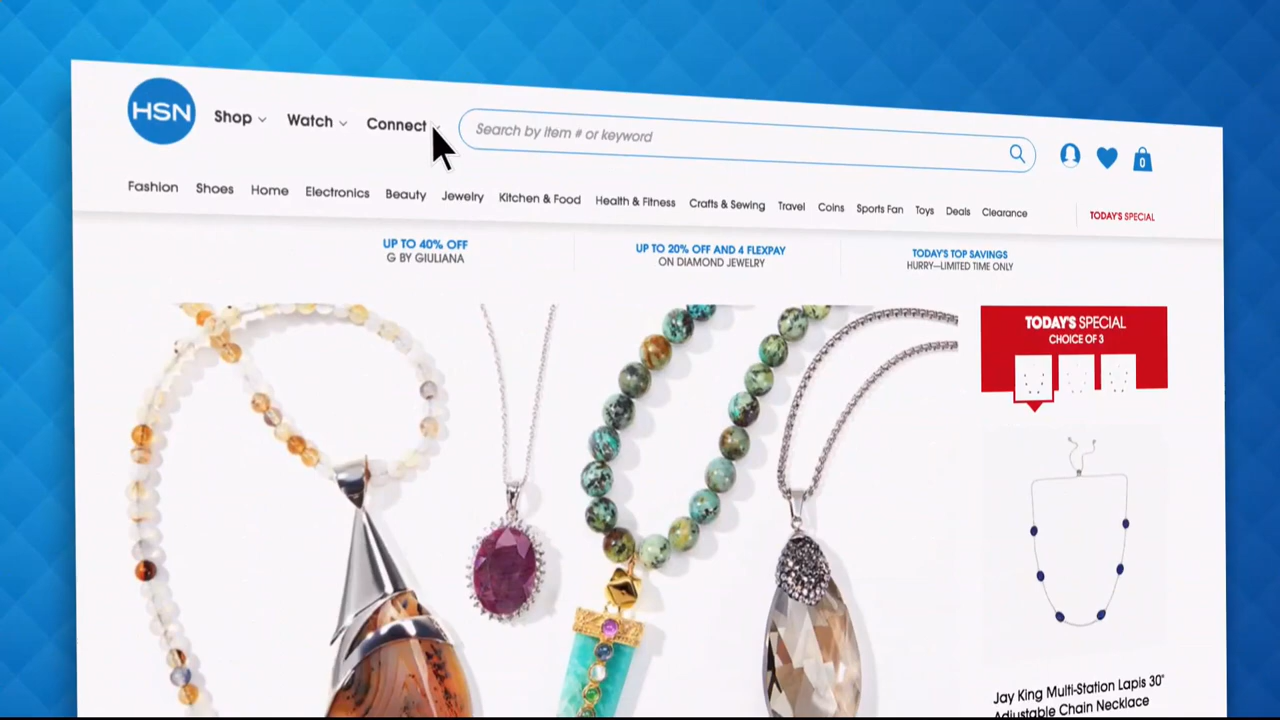 HSN
Shop
Watch
Connect
Search by item # or keyword
0
Fashion
Shoes
Home
Electronics
Beauty
Jewelry
Kitchen & Food
Health & Fitness
Crafts & Sewing
Travel
Coins
Sports Fan
Toys
Deals
Clearance
TODAY'S SPECIAL
UP TO 40% OFF
G BY GIULIANA
UP TO 20% OFF AND 4 FLEXPAY
ON DIAMOND JEWELRY
TODAY'S TOP SAVINGS
HURRY—LIMITED TIME ONLY
TODAY'S SPECIAL
CHOICE OF 3
Jay King Multi-Station Lapis 30"
Adjustable Chain Necklace